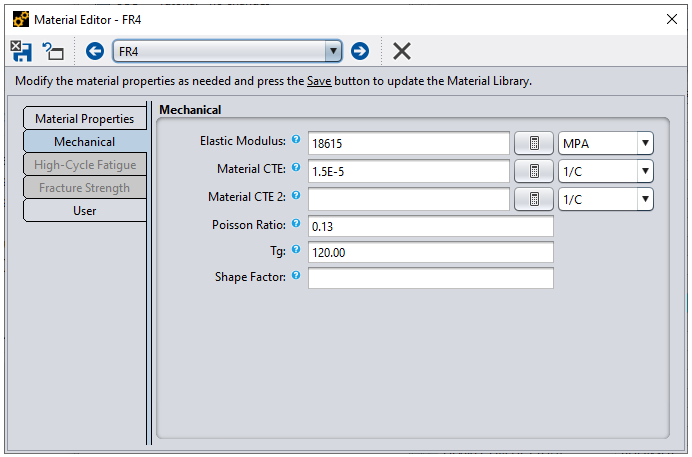 Material Editor - FR4
FR4
Modify the material properties as needed and press the Save button to update the Material Library.
Material Properties
Mechanical
High-Cycle Fatigue
Fracture Strength
User
Mechanical
Elastic Modulus: ? 18615 MPA
Material CTE: ? 1.5E-5 1/C
Material CTE 2: ? 1/C
Poisson Ratio: ? 0.13
Tg: ? 120.00
Shape Factor: ?